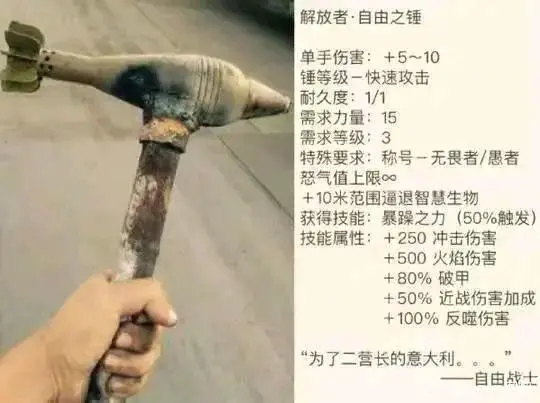 解放者·自由之锤
单手伤害：+5～10
锤等级－快速攻击
耐久度：1/1
需求力量：15
需求等级：3
特殊要求：称号－无畏者/愚者
怒气值上限∞
+10米范围逼退智慧生物
获得技能：暴躁之力（50%触发）
技能属性：+250 冲击伤害
+500 火焰伤害
+80% 破甲
+50% 近战伤害加成
+100% 反噬伤害
“为了二营长的意大利。。。”
——自由战士